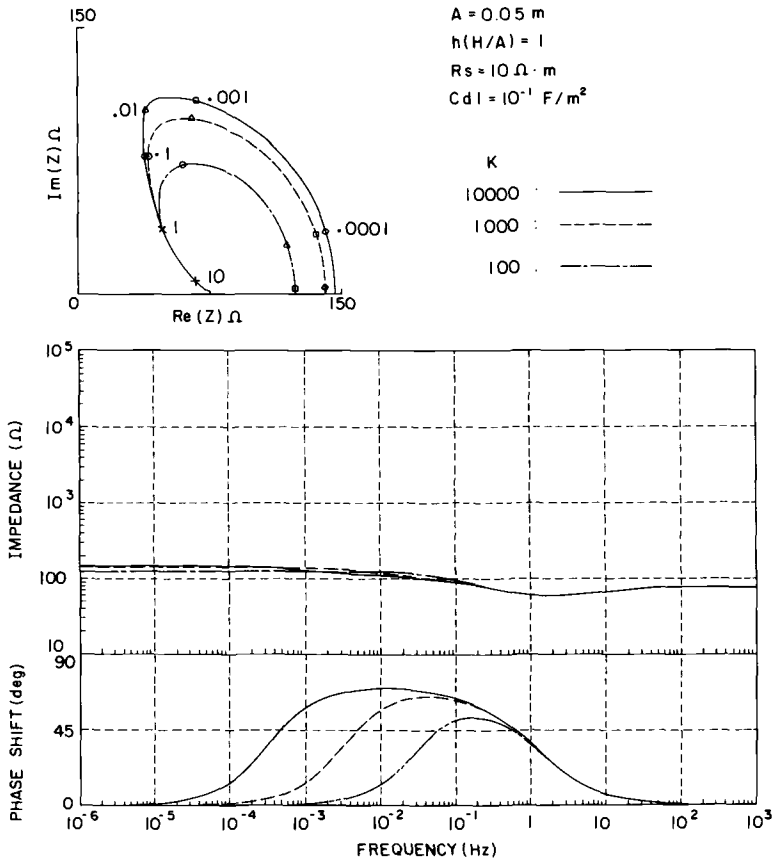 150
Im(Z)Ω
.01
.001
.1
1
10
.0001
0
150
Re(Z)Ω
A = 0.05 m
h(H/A) = 1
Rs = 10 Ω·m
Cdl = 10⁻¹ F/m²
K
10000 :
1000 :
100 :
IMPEDANCE (Ω)
10⁵
10⁴
10³
100
10
PHASE SHIFT (deg)
90
45
0
10⁻⁶ 10⁻⁵ 10⁻⁴ 10⁻³ 10⁻² 10⁻¹ 1 10 10² 10³
FREQUENCY (Hz)